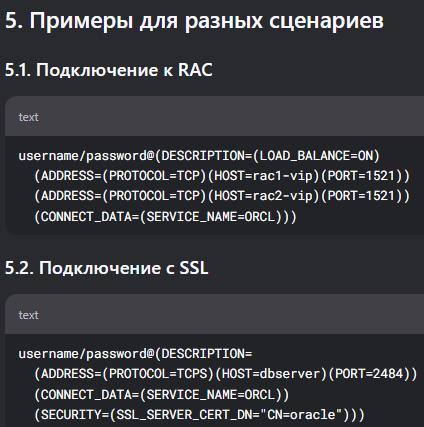 5. Примеры для разных сценариев
5.1. Подключение к RAC
text
username/password@(DESCRIPTION=(LOAD_BALANCE=ON)
(ADDRESS=(PROTOCOL=TCP)(HOST=rac1-vip)(PORT=1521))
(ADDRESS=(PROTOCOL=TCP)(HOST=rac2-vip)(PORT=1521))
(CONNECT_DATA=(SERVICE_NAME=ORCL)))
5.2. Подключение с SSL
text
username/password@(DESCRIPTION=
(ADDRESS=(PROTOCOL=TCPS)(HOST=dbserver)(PORT=2484))
(CONNECT_DATA=(SERVICE_NAME=ORCL))
(SECURITY=(SSL_SERVER_CERT_DN="CN=oracle")))